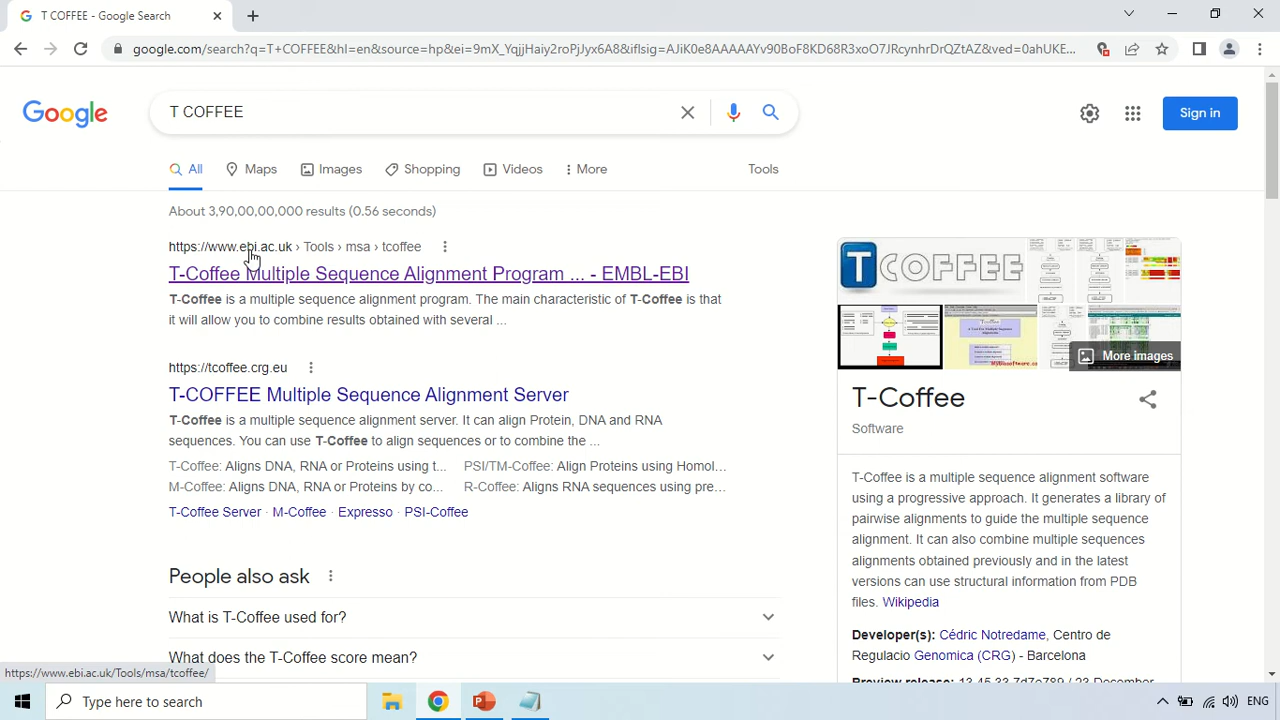 T COFFEE - Google Search
google.com/search?q=T+COFFEE&hl=en&source=hp&ei=9mX_YqjjHaiy2roPjJyx6A8&iflsig=AJiK0e8AAAAAYv90BoF8KD68R3xoO7JRcynhrDrQZtAZ&ved=0ahUKE...
Google
T COFFEE
Sign in
All Maps Images Shopping Videos More Tools
About 3,90,00,00,000 results (0.56 seconds)
https://www.ebi.ac.uk › Tools › msa › tcoffee
T-Coffee Multiple Sequence Alignment Program ... - EMBL-EBI
T-Coffee is a multiple sequence alignment program. The main characteristic of T-Coffee is that
it will allow you to combine results obtained with several ...
https://tcoffee.crg.eu
T-COFFEE Multiple Sequence Alignment Server
T-Coffee is a multiple sequence alignment server. It can align Protein, DNA and RNA
sequences. You can use T-Coffee to align sequences or to combine the ...
T-Coffee: Aligns DNA, RNA or Proteins using t... PSI/TM-Coffee: Align Proteins using Homol...
M-Coffee: Aligns DNA, RNA or Proteins by co... R-Coffee: Aligns RNA sequences using pre...
T-Coffee Server · M-Coffee · Expresso · PSI-Coffee
People also ask
What is T-Coffee used for?
What does the T-Coffee score mean?
https://www.ebi.ac.uk/Tools/msa/tcoffee/
TCOFFEE
More images
T-Coffee
Software
T-Coffee is a multiple sequence alignment software
using a progressive approach. It generates a library of
pairwise alignments to guide the multiple sequence
alignment. It can also combine multiple sequences
alignments obtained previously and in the latest
versions can use structural information from PDB
files. Wikipedia
Developer(s): Cédric Notredame, Centro de
Regulacio Genomica (CRG) - Barcelona
Preview release: 13.45.33.7d7e789 / 23 December
Type here to search
ENG